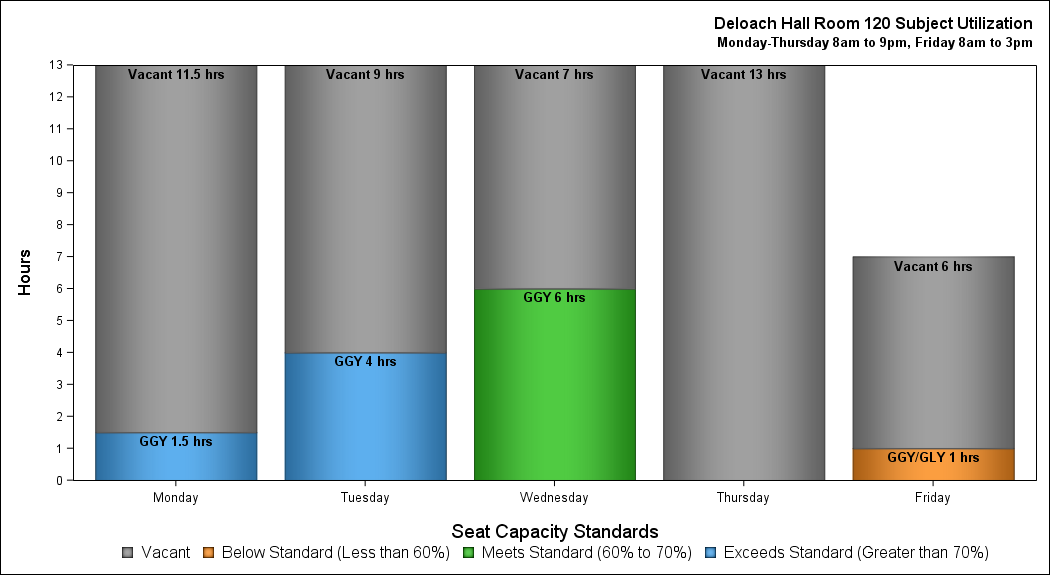 Deloach Hall Room 120 Subject Utilization
Monday-Thursday 8am to 9pm, Friday 8am to 3pm
Hours
13
12
11
10
9
8
7
6
5
4
3
2
1
0
Vacant 11.5 hrs
GGY 1.5 hrs
Vacant 9 hrs
GGY 4 hrs
Vacant 7 hrs
GGY 6 hrs
Vacant 13 hrs
Vacant 6 hrs
GGY/GLY 1 hrs
Monday Tuesday Wednesday Thursday Friday
Seat Capacity Standards
Vacant Below Standard (Less than 60%) Meets Standard (60% to 70%) Exceeds Standard (Greater than 70%)